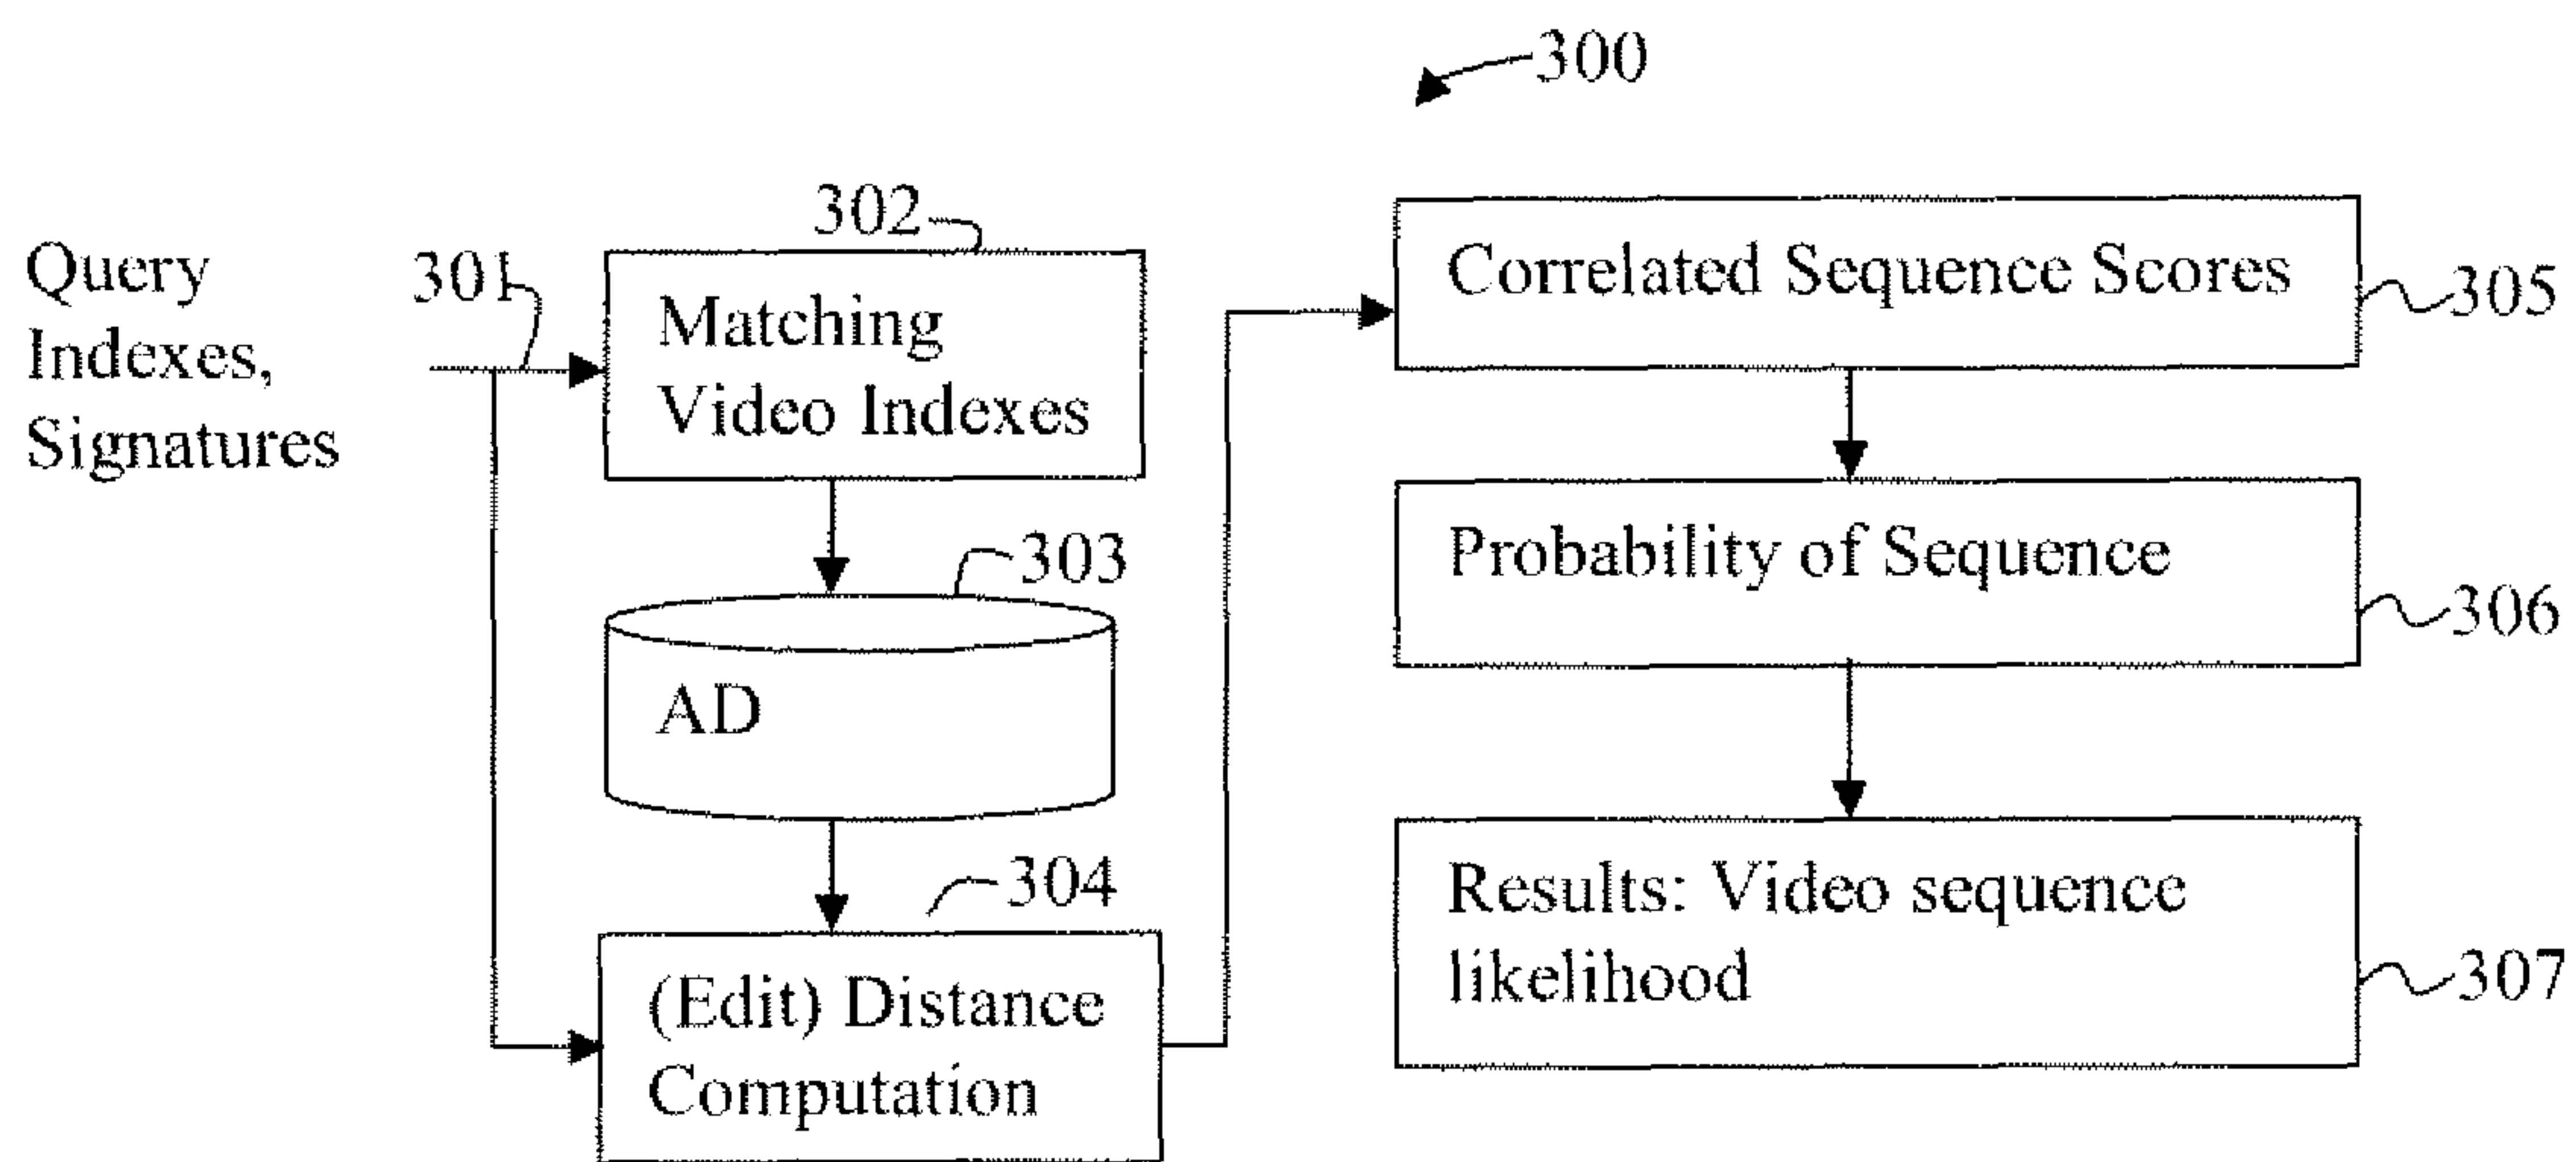 300
Query
Indexes,
Signatures
301
302
Matching
Video Indexes
303
AD
304
(Edit) Distance
Computation
Correlated Sequence Scores
305
Probability of Sequence
306
Results: Video sequence
likelihood
307